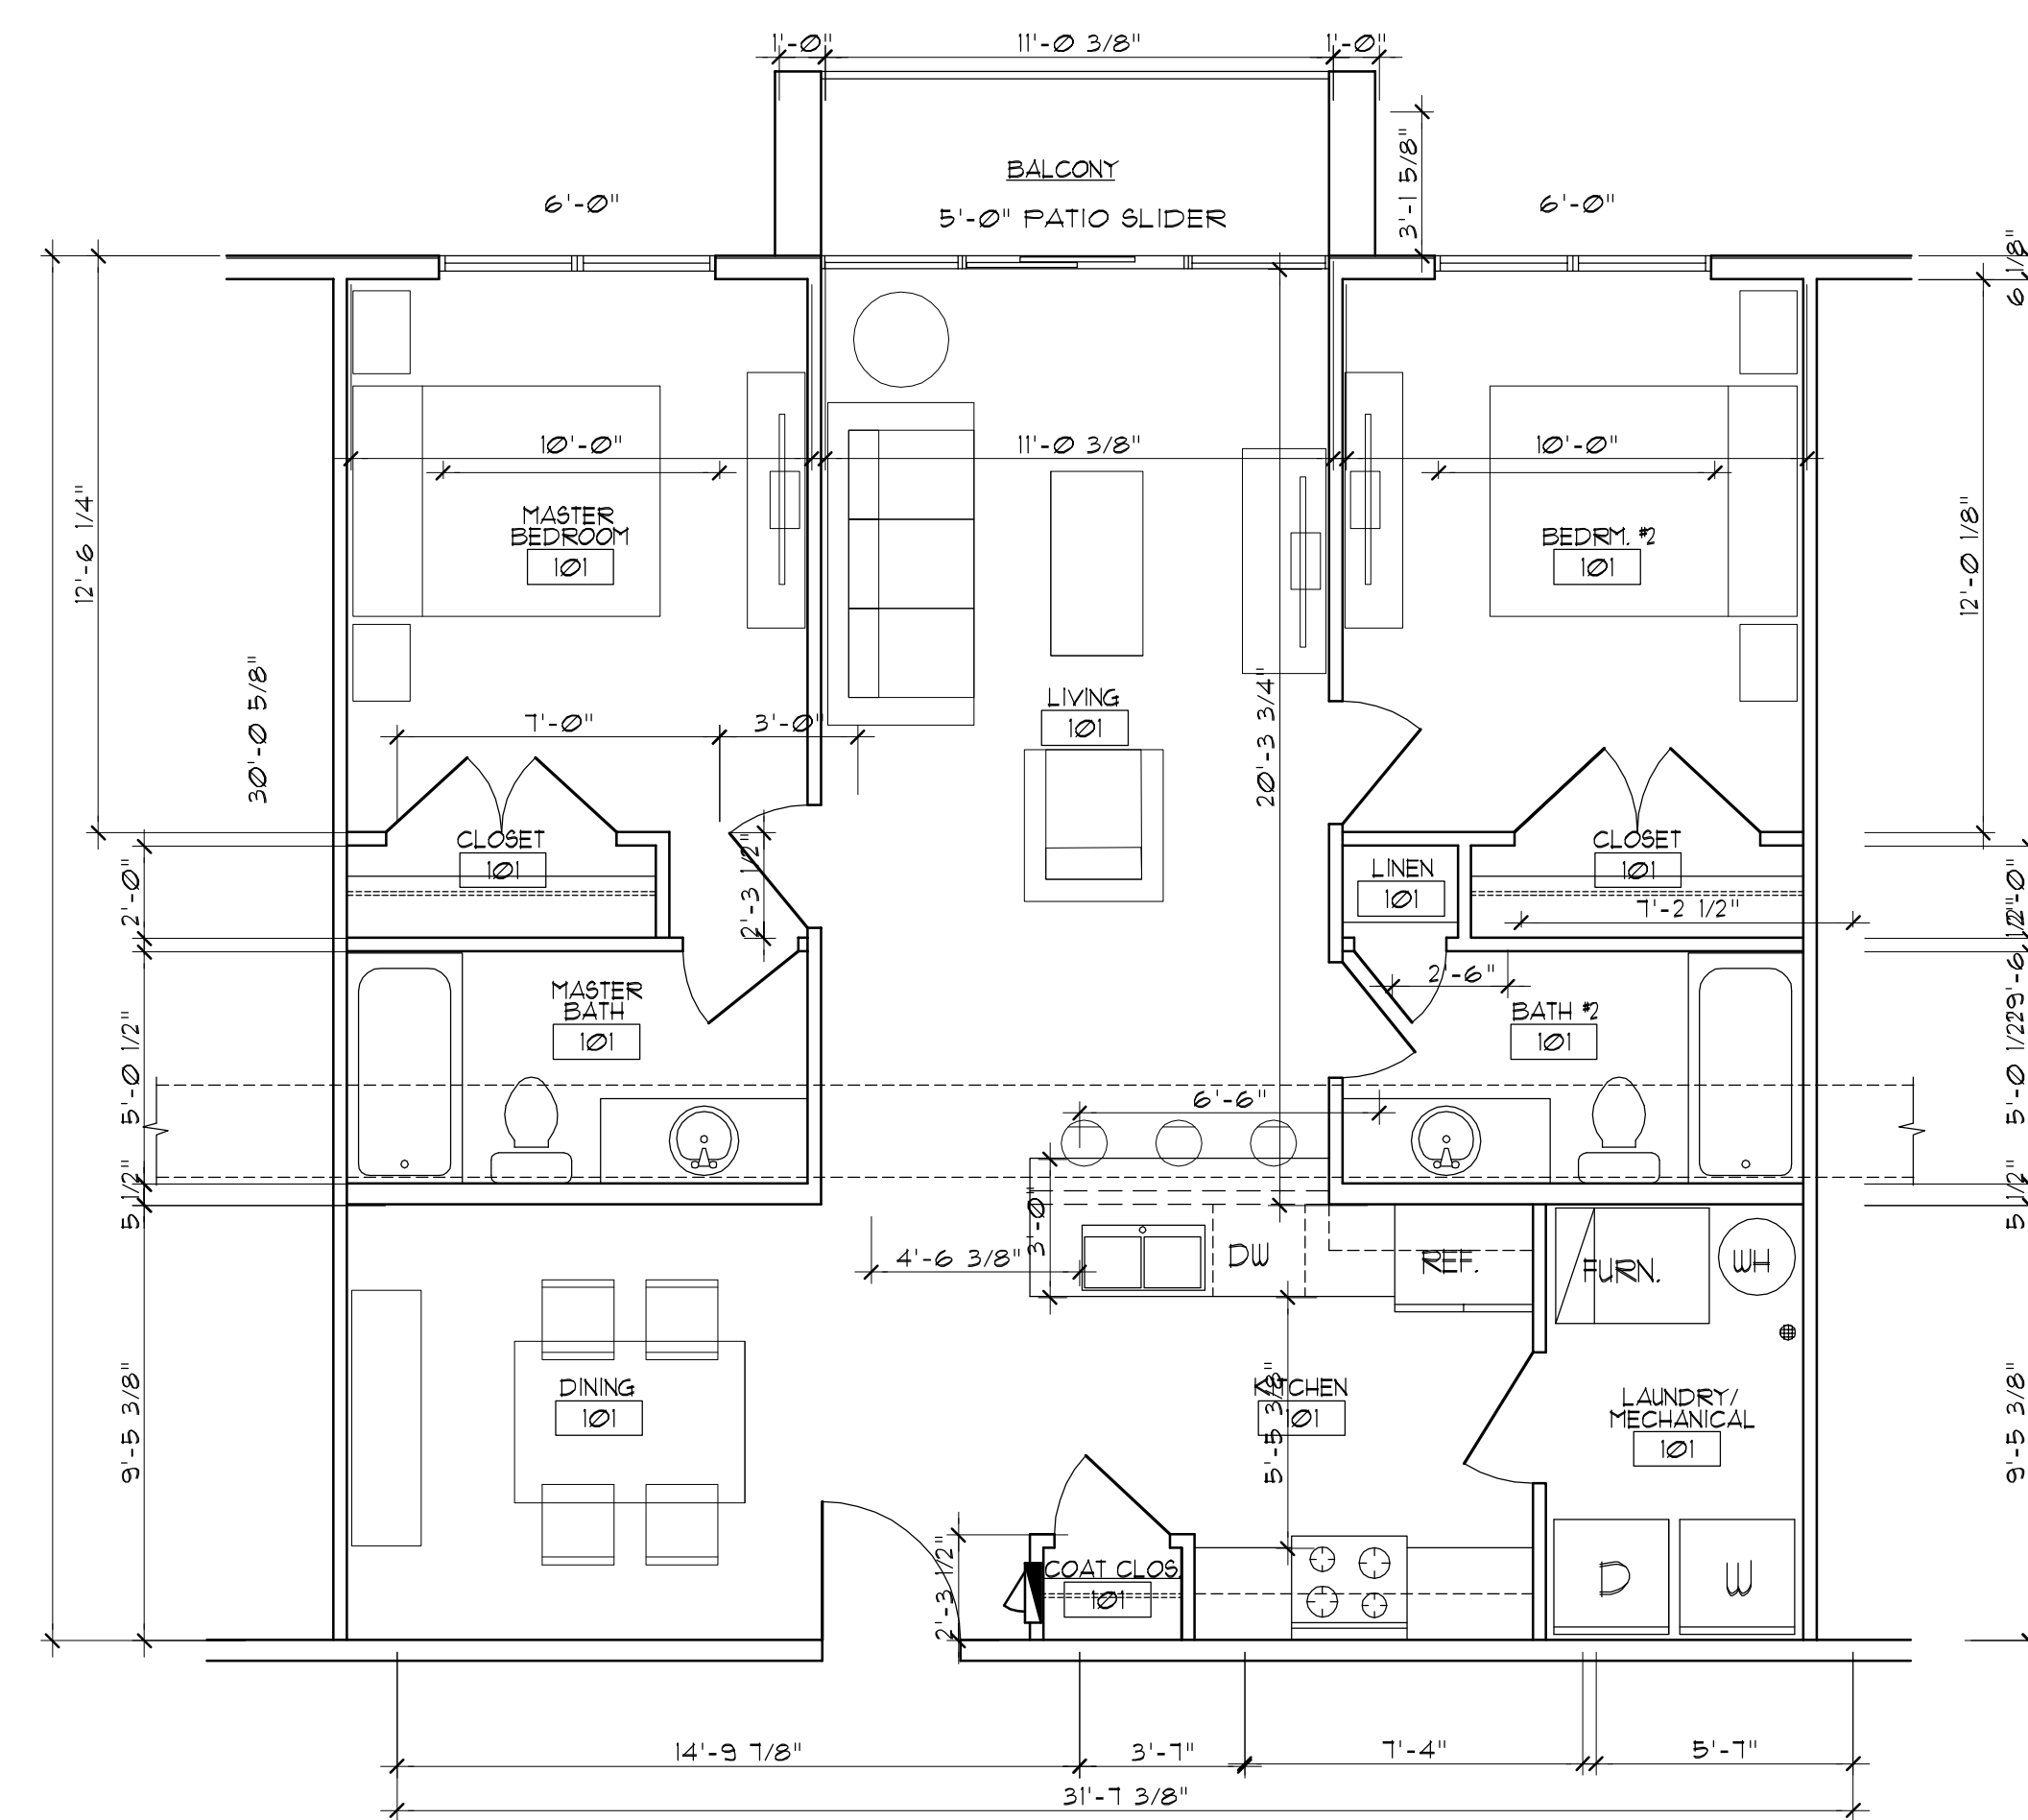 1'-0" 11'-0 3/8" 1'-0"
3'-1 5/8"
BALCONY
6'-0" 5'-0" PATIO SLIDER 6'-0"
6 1/8"
10'-0" 11'-0 3/8" 10'-0"
12'-6 1/4"
MASTER
BEDROOM
101
BEDRM. #2
101
12'-0 1/8"
30'-0 5/8"
LIVING
101
20'-3 3/4"
7'-0" 3'-0"
CLOSET
101
2'-3 1/2"
CLOSET
101
LINEN
101
2'-0"
7'-2 1/2"
2'-6"
MASTER
BATH
101
BATH #2
101
5'-0 1/2"
6'-6"
5 1/2"
5 1/2"
3'-0"
4'-6 3/8"
DW
REF.
FURN.
WH
DINING
101
KITCHEN
101
5'-5 3/8"
LAUNDRY/
MECHANICAL
101
9'-5 3/8"
9'-5 3/8"
2'-3 1/2"
COAT CLOS.
101
D
W
14'-9 7/8" 3'-7" 7'-4" 5'-7"
31'-7 3/8"